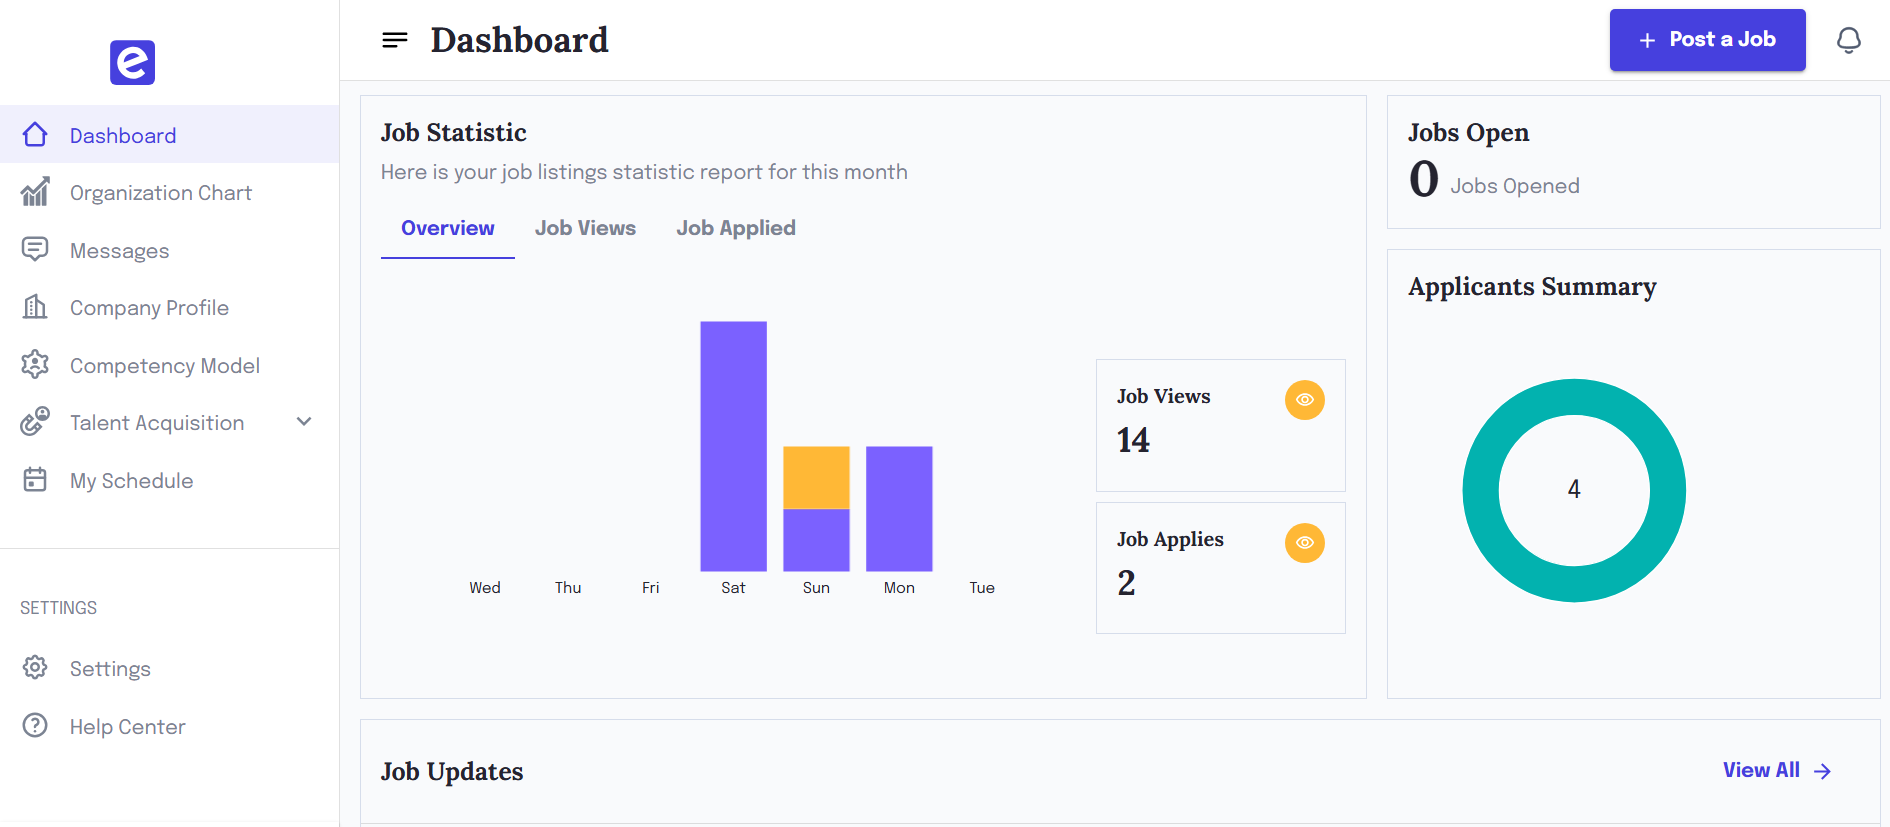 e
Dashboard
Organization Chart
Messages
Company Profile
Competency Model
Talent Acquisition
My Schedule
SETTINGS
Settings
Help Center
Dashboard
+ Post a Job
Job Statistic
Here is your job listings statistic report for this month
Overview Job Views Job Applied
Wed Thu Fri Sat Sun Mon Tue
Job Views
14
Job Applies
2
Jobs Open
0 Jobs Opened
Applicants Summary
4
Job Updates
View All →